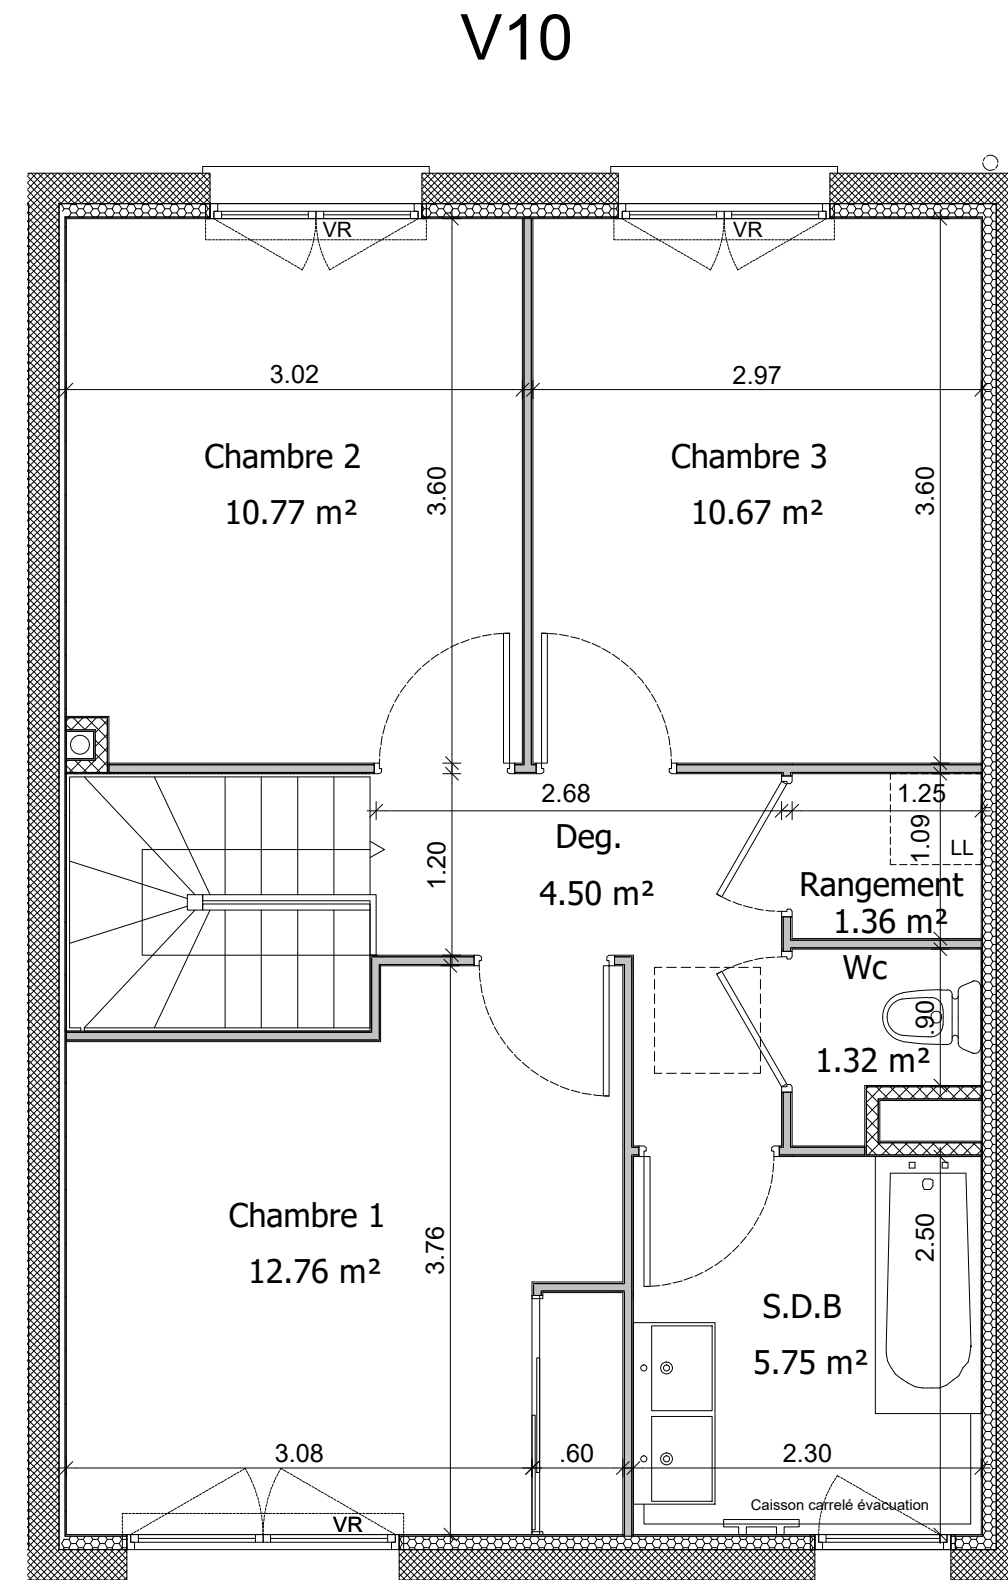 V10
VR
VR
3.02
2.97
Chambre 2
10.77 m²
3.60
Chambre 3
10.67 m²
3.60
2.68
1.25
Deg.
4.50 m²
1.20
1.09
LL
Rangement
1.36 m²
Wc
.90
1.32 m²
Chambre 1
12.76 m²
3.76
2.50
S.D.B
5.75 m²
3.08
.60
2.30
Caisson carrelé évacuation
VR